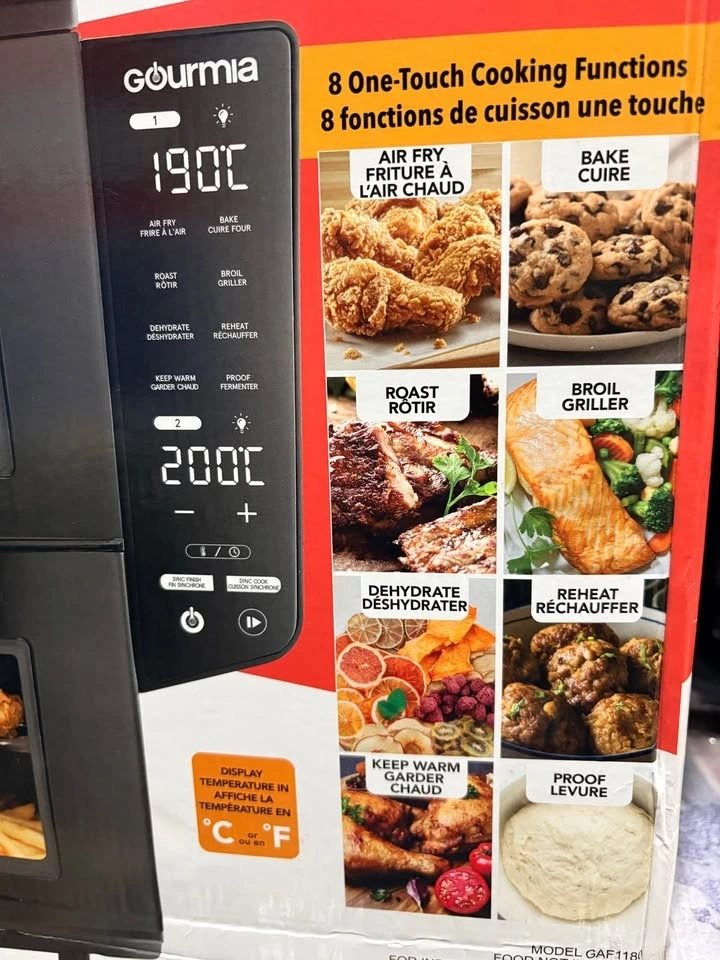 GOURMIA
1
190°C
AIR FRY
FRIRE À L'AIR
BAKE
CUIRE FOUR
ROAST
RÔTIR
BROIL
GRILLER
DEHYDRATE
DÉSHYDRATER
REHEAT
RÉCHAUFFER
KEEP WARM
GARDER CHAUD
PROOF
FERMENTER
2
200°C
− +
/
SYNC FINISH
FIN SYNCHRONE
SYNC COOK
CUISSON SYNCHRONE
8 One-Touch Cooking Functions
8 fonctions de cuisson une touche
AIR FRY
FRITURE À
L'AIR CHAUD
BAKE
CUIRE
ROAST
RÔTIR
BROIL
GRILLER
DEHYDRATE
DÉSHYDRATER
REHEAT
RÉCHAUFFER
KEEP WARM
GARDER
CHAUD
PROOF
LEVURE
DISPLAY
TEMPERATURE IN
AFFICHE LA
TEMPÉRATURE EN
°C or ou en °F
MODEL GAF118